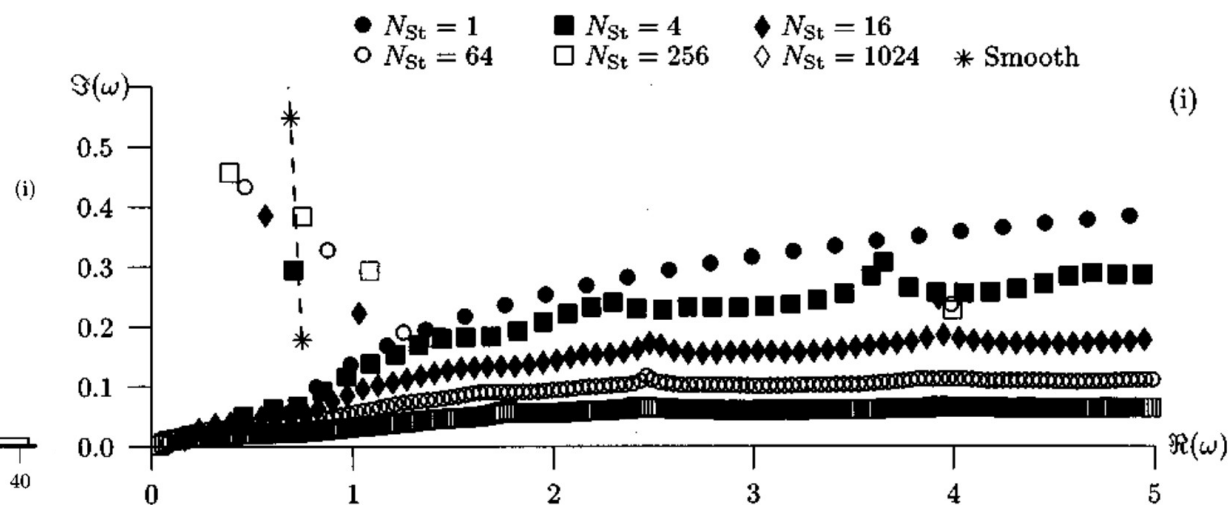 ● N_St = 1 ■ N_St = 4 ◆ N_St = 16
○ N_St = 64 □ N_St = 256 ◇ N_St = 1024 ✳ Smooth
ℑ(ω)
(i)
0.5
(i)
0.4
0.3
0.2
0.1
0.0
ℜ(ω)
40
0 1 2 3 4 5